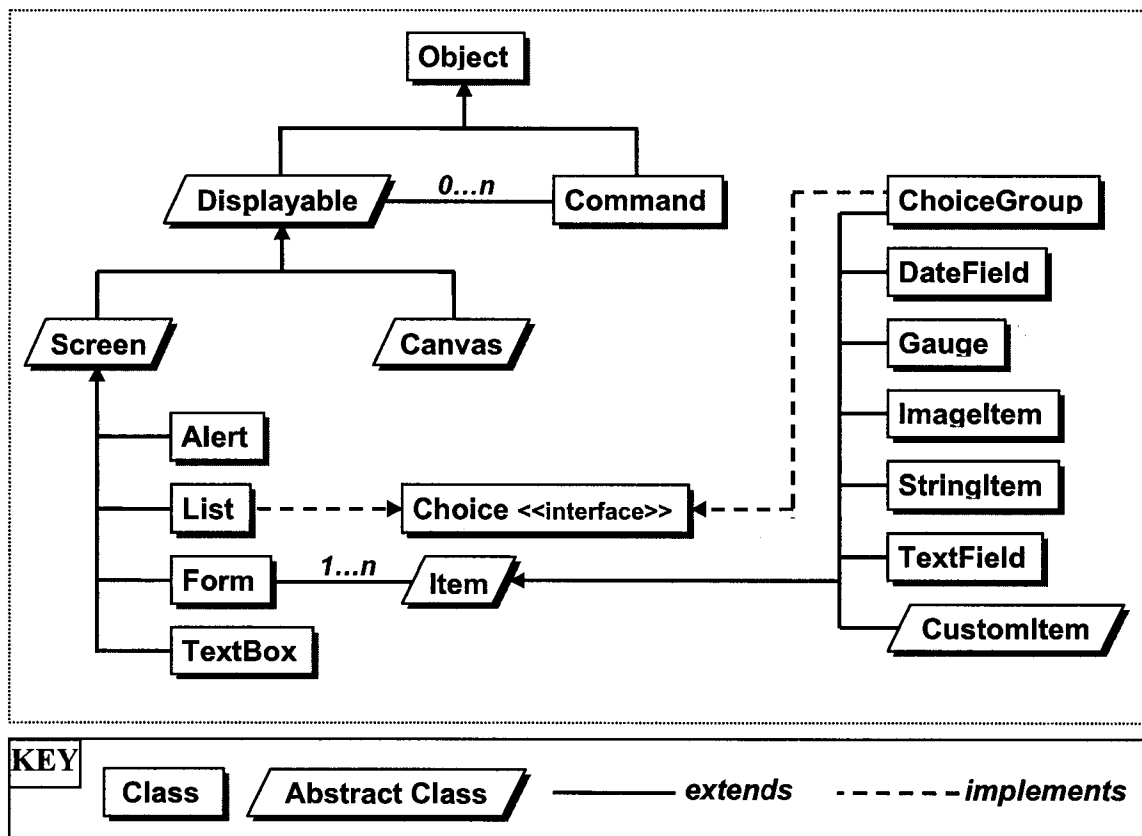 Object
Displayable
0...n
Command
ChoiceGroup
DateField
Screen
Canvas
Gauge
ImageItem
Alert
StringItem
List
Choice <<interface>>
TextField
Form
1...n
Item
CustomItem
TextBox
KEY
Class
Abstract Class
extends
implements